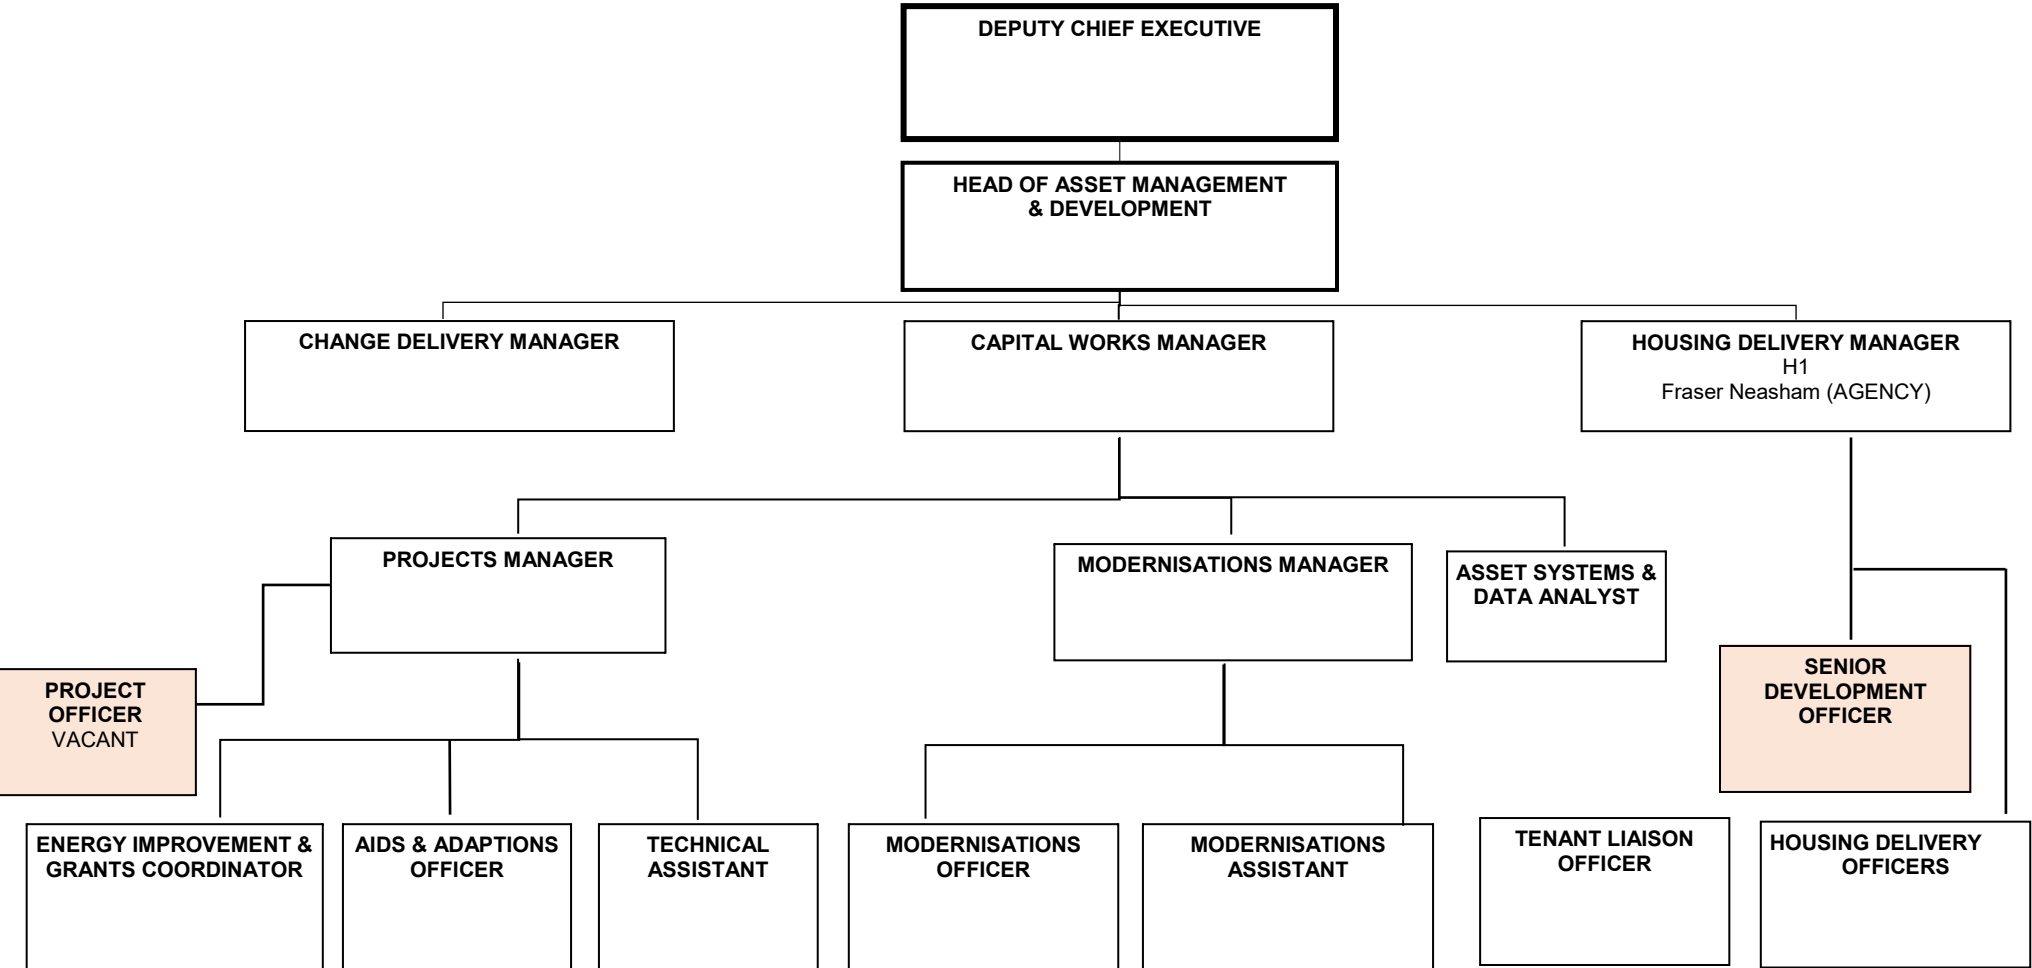 DEPUTY CHIEF EXECUTIVE
HEAD OF ASSET MANAGEMENT
& DEVELOPMENT
CHANGE DELIVERY MANAGER
CAPITAL WORKS MANAGER
HOUSING DELIVERY MANAGER
H1
Fraser Neasham (AGENCY)
PROJECTS MANAGER
MODERNISATIONS MANAGER
ASSET SYSTEMS &
DATA ANALYST
PROJECT
OFFICER
VACANT
SENIOR
DEVELOPMENT
OFFICER
ENERGY IMPROVEMENT &
GRANTS COORDINATOR
AIDS & ADAPTIONS
OFFICER
TECHNICAL
ASSISTANT
MODERNISATIONS
OFFICER
MODERNISATIONS
ASSISTANT
TENANT LIAISON
OFFICER
HOUSING DELIVERY
OFFICERS